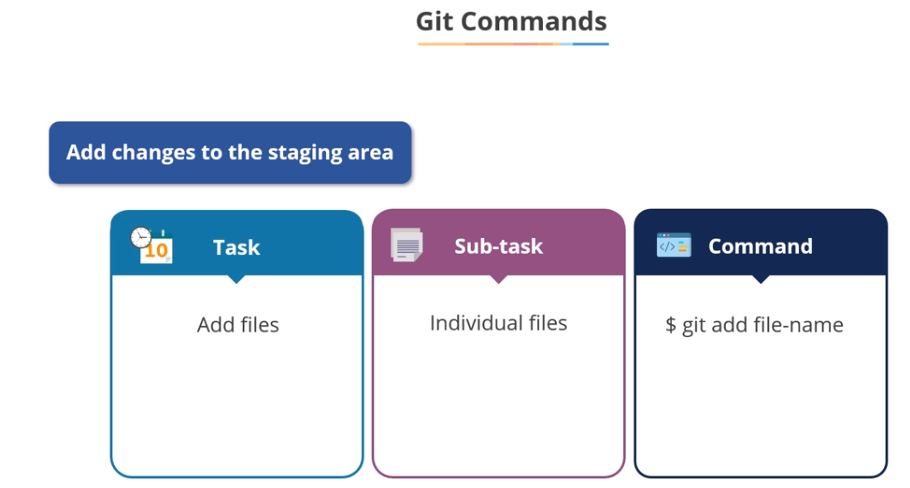 Git Commands
Add changes to the staging area
10
Task
Sub-task
</>
Command
Add files
Individual files
$ git add file-name